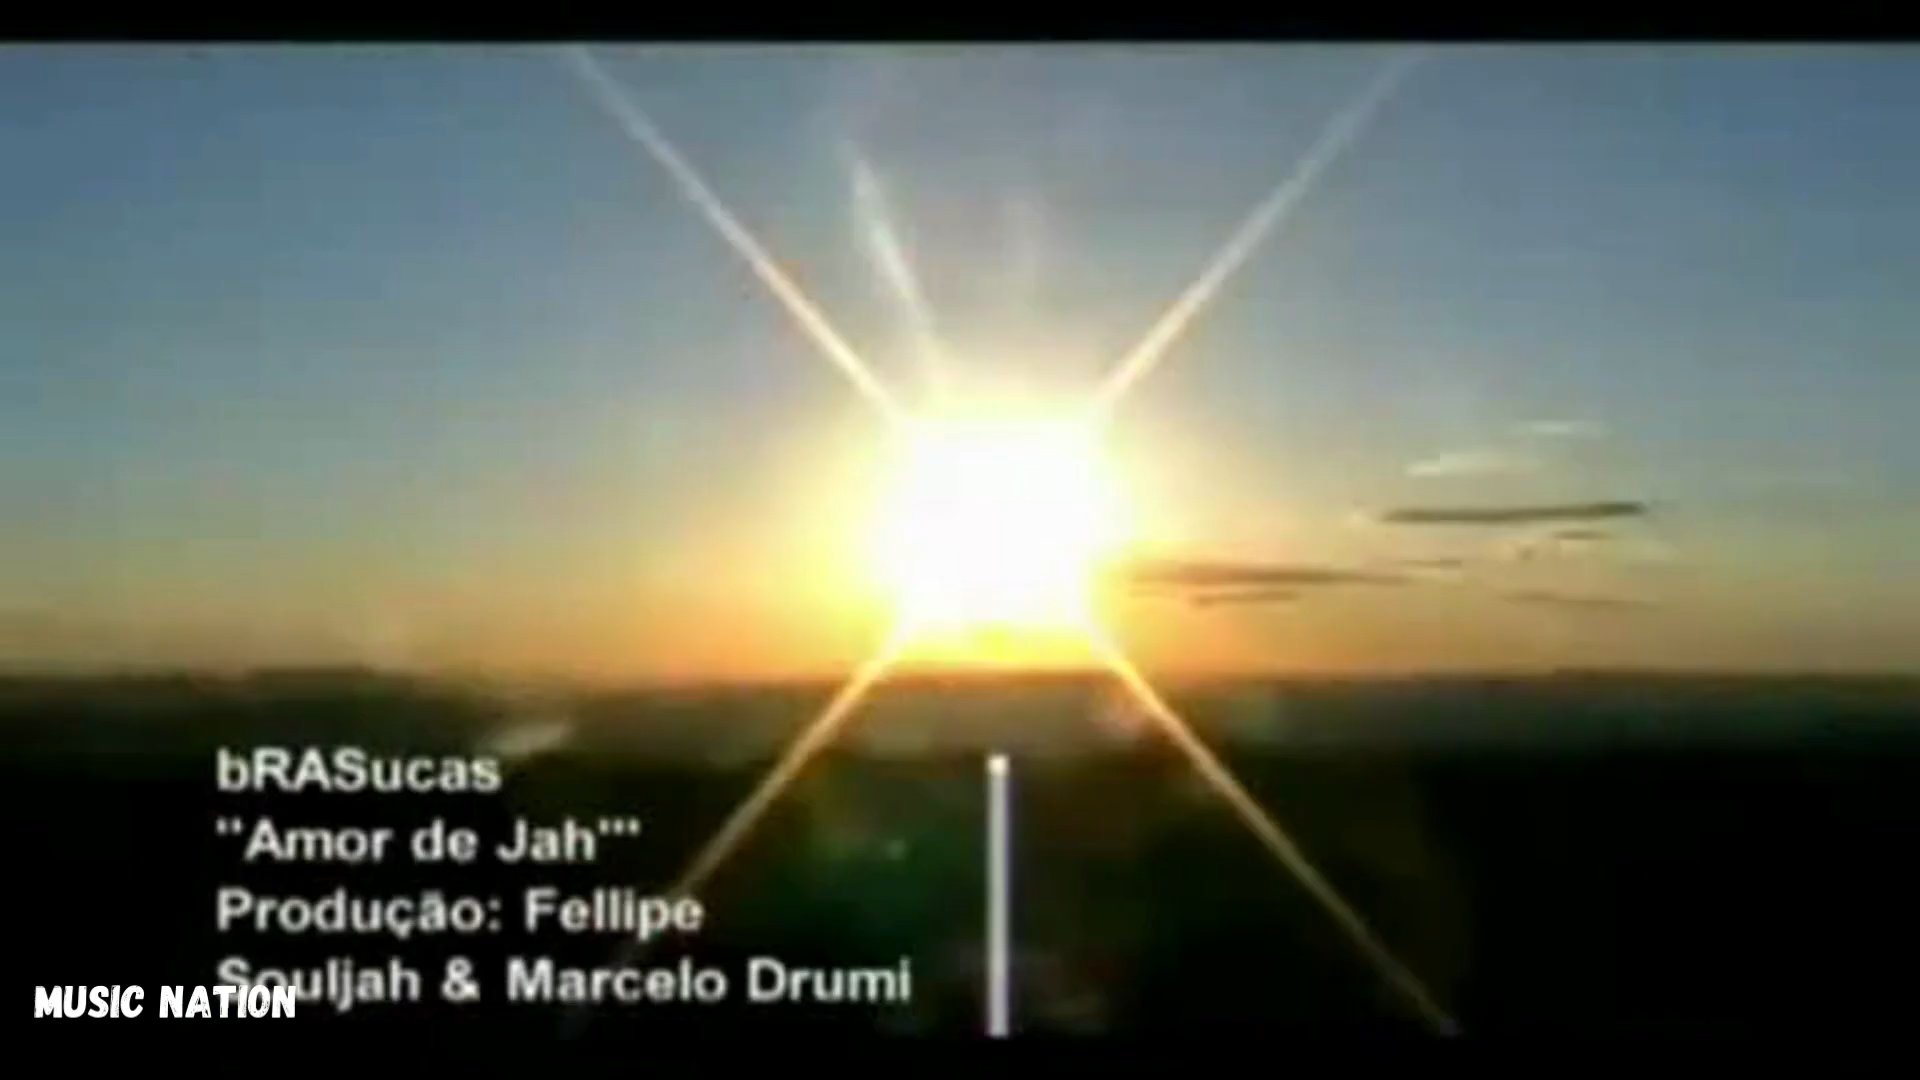 bRASucas
"Amor de Jah"'
Produção: Fellipe
Souljah & Marcelo Drumi
MUSIC NATION